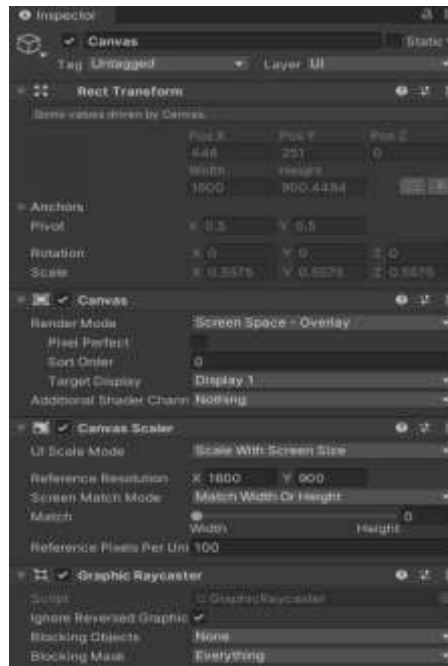 Inspector
Canvas Static
Tag Untagged Layer UI
Rect Transform
Some values driven by Canvas.
Pos X Pos Y Pos Z
446 251 0
Width Height
1600 900.4484
Anchors
Pivot X 0.5 Y 0.5
Rotation X 0 Y 0 Z 0
Scale X 0.5575 Y 0.5575 Z 0.5575
Canvas
Render Mode Screen Space - Overlay
Pixel Perfect
Sort Order 0
Target Display Display 1
Additional Shader Chann Nothing
Canvas Scaler
UI Scale Mode Scale With Screen Size
Reference Resolution X 1600 Y 900
Screen Match Mode Match Width Or Height
Match 0
Width Height
Reference Pixels Per Uni 100
Graphic Raycaster
Script GraphicRaycaster
Ignore Reversed Graphic
Blocking Objects None
Blocking Mask Everything